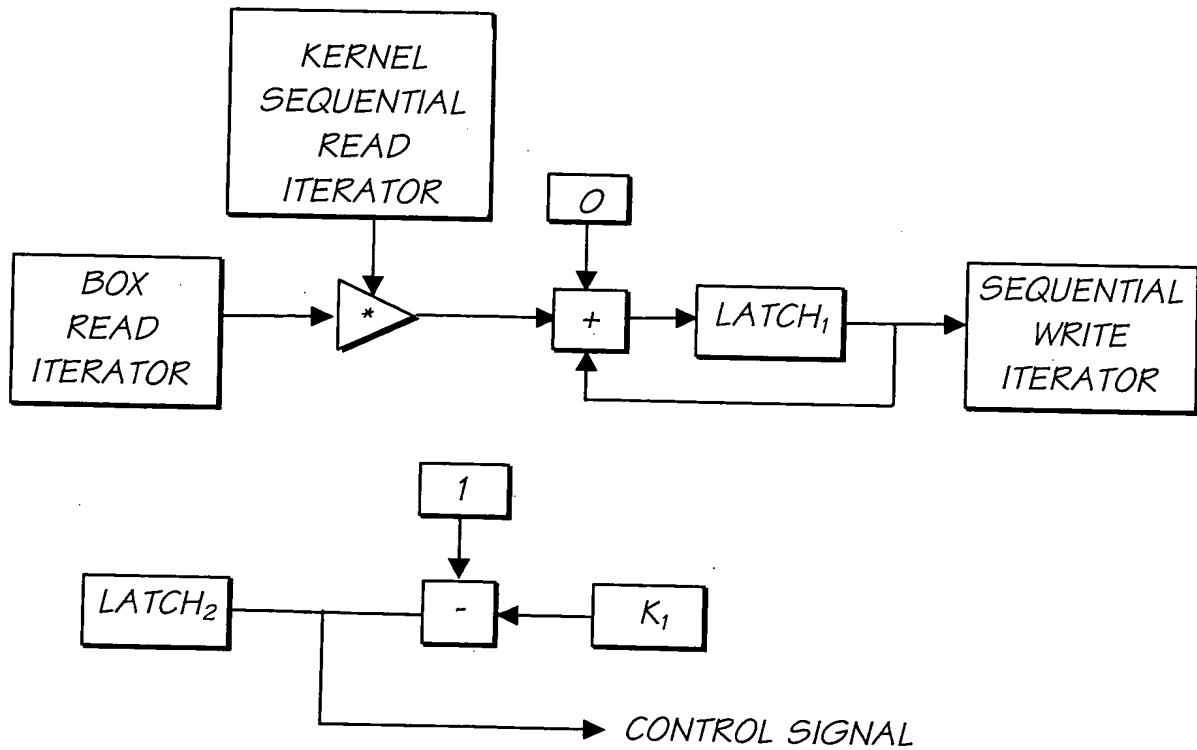 KERNEL
SEQUENTIAL
READ
ITERATOR
0
BOX
READ
ITERATOR
*
+
LATCH₁
SEQUENTIAL
WRITE
ITERATOR
1
LATCH₂
-
K₁
CONTROL SIGNAL